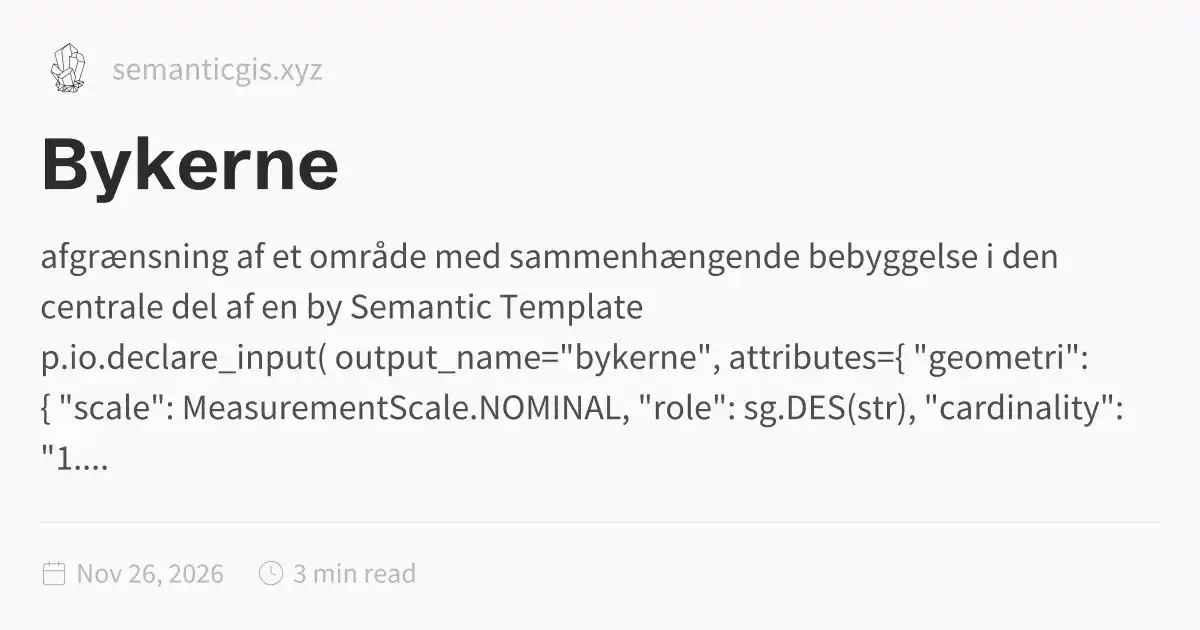 semanticgis.xyz
Bykerne
afgrænsning af et område med sammenhængende bebyggelse i den
centrale del af en by Semantic Template
p.io.declare_input( output_name="bykerne", attributes={ "geometri":
{ "scale": MeasurementScale.NOMINAL, "role": sg.DES(str), "cardinality":
"1....
Nov 26, 2026 3 min read